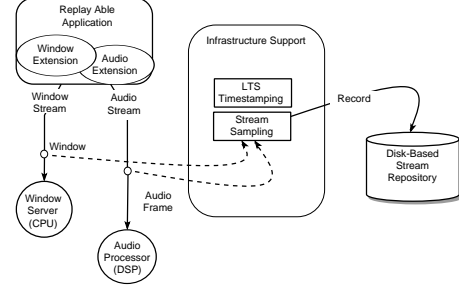 Replay Able
Application
Window
Extension
Audio
Extension
Infrastructure Support
LTS
Timestamping
Stream
Sampling
Record
Window
Stream
Audio
Stream
Window
Disk-Based
Stream
Repository
Window
Server
(CPU)
Audio
Frame
Audio
Processor
(DSP)